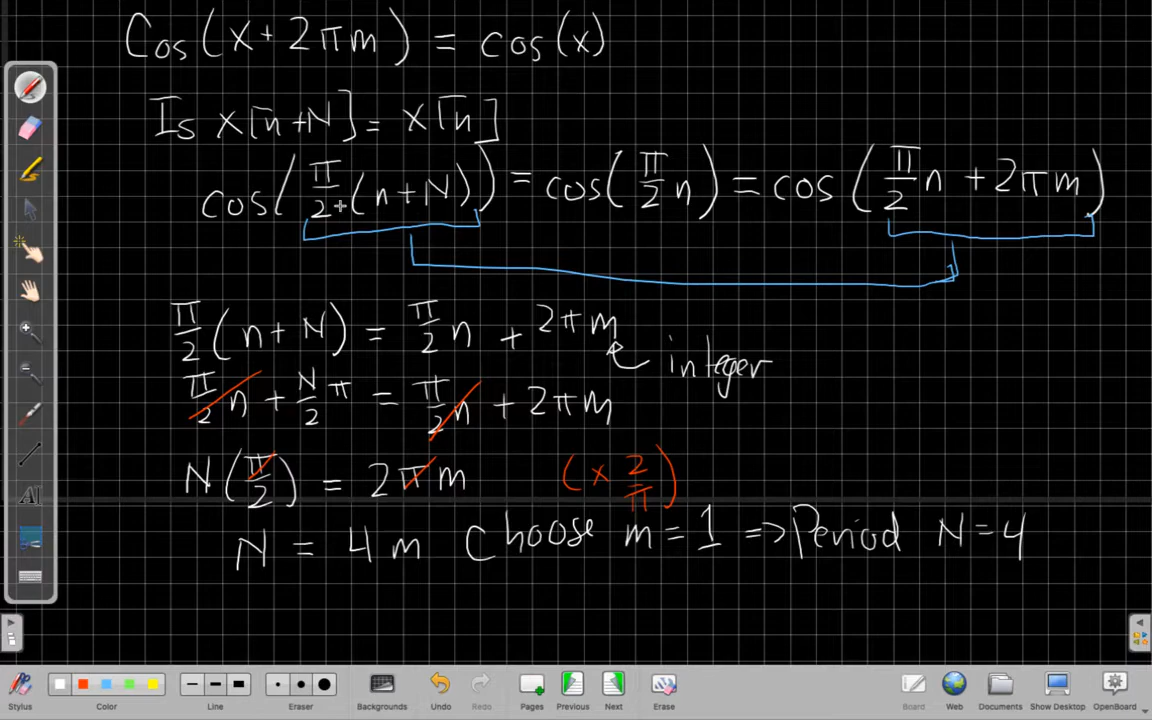 Cos(x + 2πm) = cos(x)
Is x[n+N] = x[n]
cos(π/2 (n+N)) = cos(π/2 n) = cos(π/2 n + 2πm)
π/2 (n + N) = π/2 n + 2πm integer
π/2 n + N/2 π = π/2 n + 2πm
N(π/2) = 2πm (× 2/π)
N = 4m Choose m = 1 => Period N = 4
Stylus Color Line Eraser Backgrounds Undo Redo Pages Previous Next Erase Board Web Documents Show Desktop OpenBoard